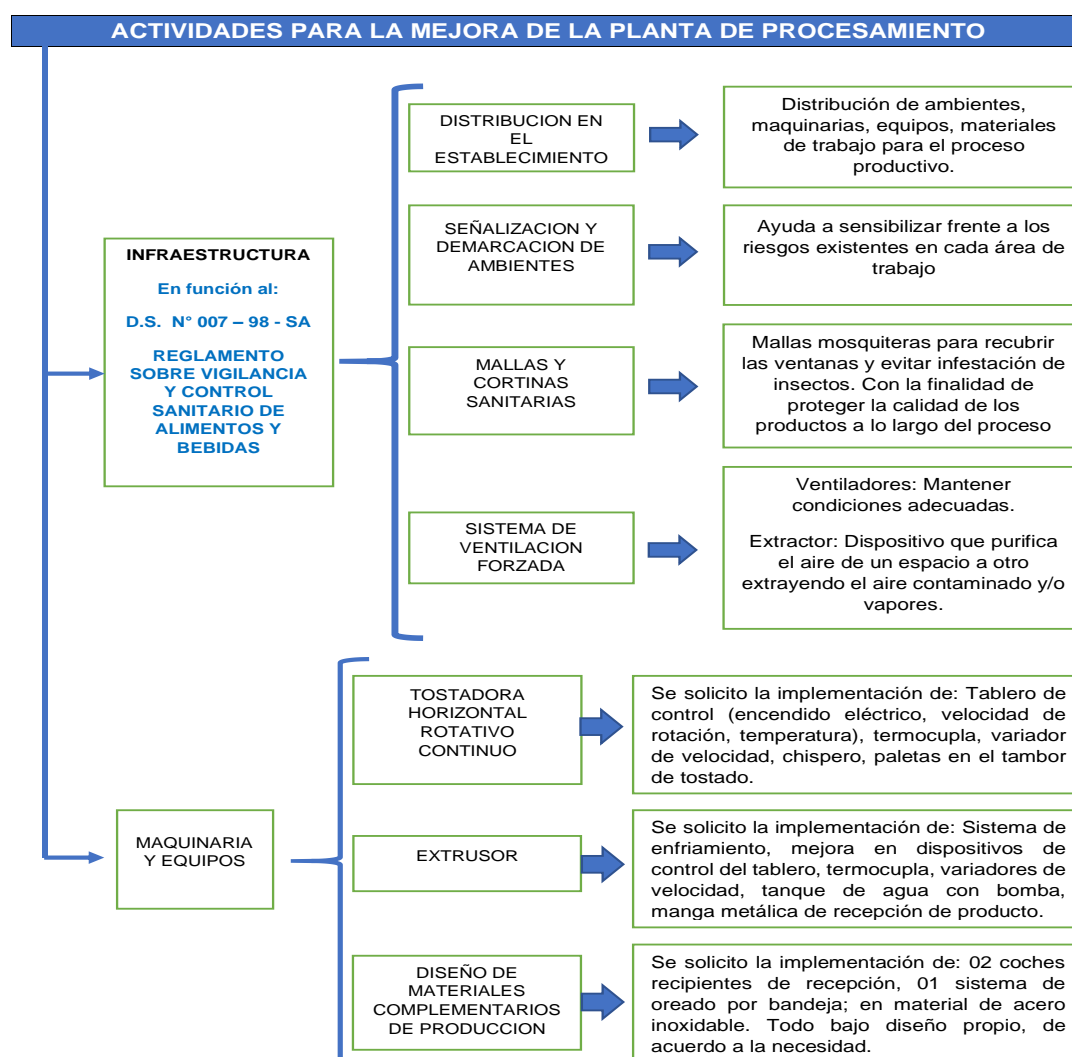 ACTIVIDADES PARA LA MEJORA DE LA PLANTA DE PROCESAMIENTO
INFRAESTRUCTURA
En función al:
D.S. N° 007 – 98 - SA
REGLAMENTO
SOBRE VIGILANCIA
Y CONTROL
SANITARIO DE
ALIMENTOS Y
BEBIDAS
DISTRIBUCION EN
EL
ESTABLECIMIENTO
Distribución de ambientes,
maquinarias, equipos, materiales
de trabajo para el proceso
productivo.
SEÑALIZACION Y
DEMARCACION DE
AMBIENTES
Ayuda a sensibilizar frente a los
riesgos existentes en cada área de
trabajo
MALLAS Y
CORTINAS
SANITARIAS
Mallas mosquiteras para recubrir
las ventanas y evitar infestación de
insectos. Con la finalidad de
proteger la calidad de los
productos a lo largo del proceso
SISTEMA DE
VENTILACION
FORZADA
Ventiladores: Mantener
condiciones adecuadas.
Extractor: Dispositivo que purifica
el aire de un espacio a otro
extrayendo el aire contaminado y/o
vapores.
MAQUINARIA
Y EQUIPOS
TOSTADORA
HORIZONTAL
ROTATIVO
CONTINUO
Se solicito la implementación de: Tablero de
control (encendido eléctrico, velocidad de
rotación, temperatura), termocupla, variador
de velocidad, chispero, paletas en el tambor
de tostado.
EXTRUSOR
Se solicito la implementación de: Sistema de
enfriamiento, mejora en dispositivos de
control del tablero, termocupla, variadores de
velocidad, tanque de agua con bomba,
manga metálica de recepción de producto.
DISEÑO DE
MATERIALES
COMPLEMENTARIOS
DE PRODUCCION
Se solicito la implementación de: 02 coches
recipientes de recepción, 01 sistema de
oreado por bandeja; en material de acero
inoxidable. Todo bajo diseño propio, de
acuerdo a la necesidad.